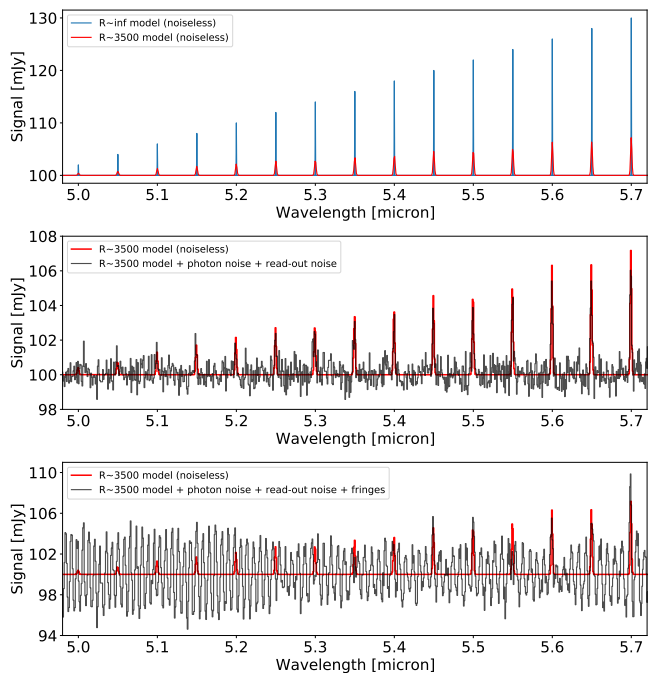 R~inf model (noiseless)
R~3500 model (noiseless)
Signal [mJy]
130
120
110
100
5.0 5.1 5.2 5.3 5.4 5.5 5.6 5.7
Wavelength [micron]
R~3500 model (noiseless)
R~3500 model + photon noise + read-out noise
Signal [mJy]
108
106
104
102
100
98
5.0 5.1 5.2 5.3 5.4 5.5 5.6 5.7
Wavelength [micron]
R~3500 model (noiseless)
R~3500 model + photon noise + read-out noise + fringes
Signal [mJy]
110
106
102
98
94
5.0 5.1 5.2 5.3 5.4 5.5 5.6 5.7
Wavelength [micron]